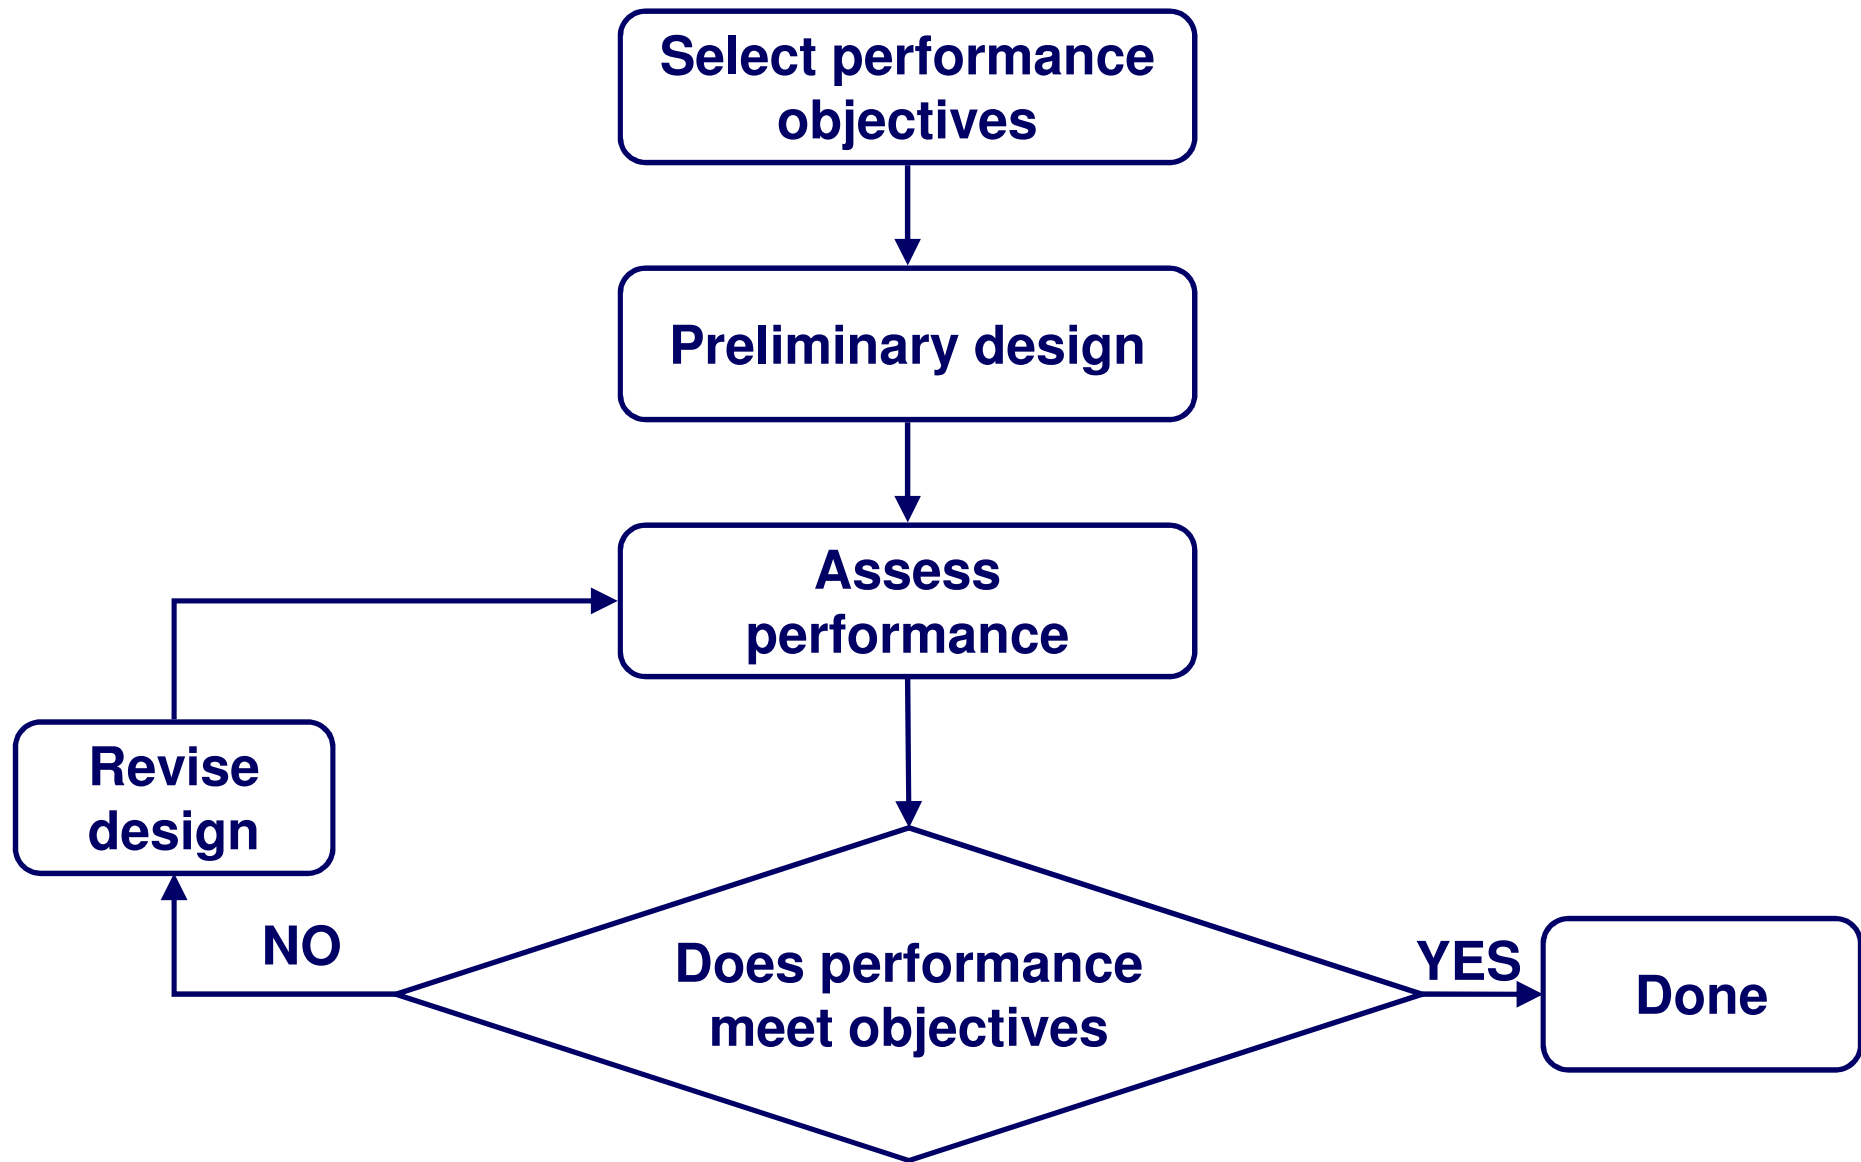 Select performance
objectives
Preliminary design
Assess
performance
Revise
design
NO
Does performance
meet objectives
YES
Done